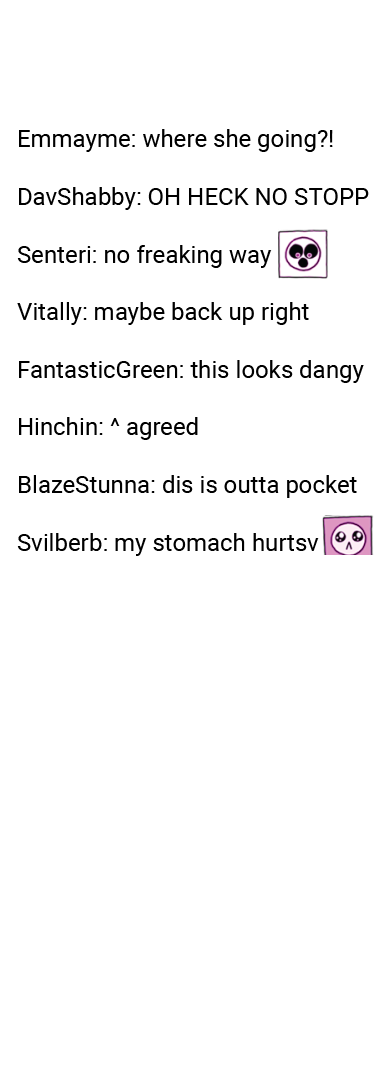 Emmayme: where she going?!
DavShabby: OH HECK NO STOPP
Senteri: no freaking way
Vitally: maybe back up right
FantasticGreen: this looks dangy
Hinchin: ^ agreed
BlazeStunna: dis is outta pocket
Svilberb: my stomach hurtsv